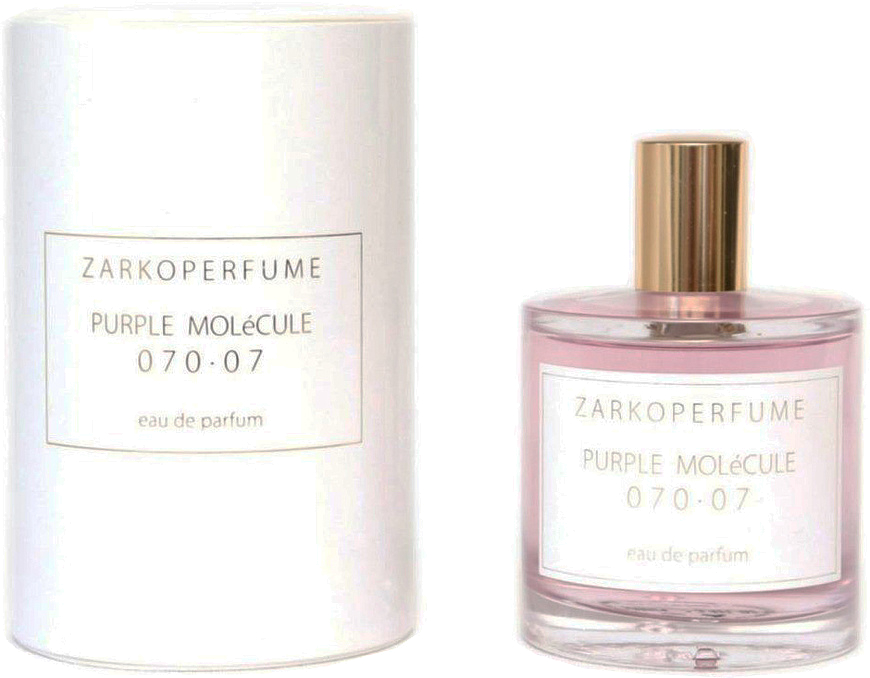 ZARKOPERFUME
PURPLE MOLéCULE
070·07
eau de parfum
ZARKOPERFUME
PURPLE MOLéCULE
070·07
eau de parfum